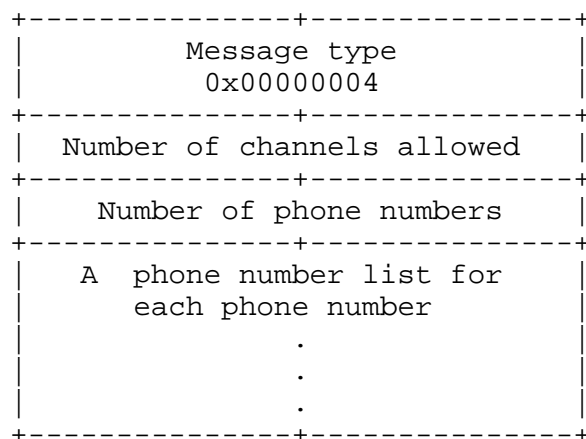 +---------------+--------------+
|         Message type         |
|          0x00000004          |
+---------------+--------------+
|  Number of channels allowed  |
+---------------+--------------+
|    Number of phone numbers   |
+---------------+--------------+
|   A  phone number list for   |
|      each phone number       |
|               .              |
|               .              |
|               .              |
+---------------+--------------+